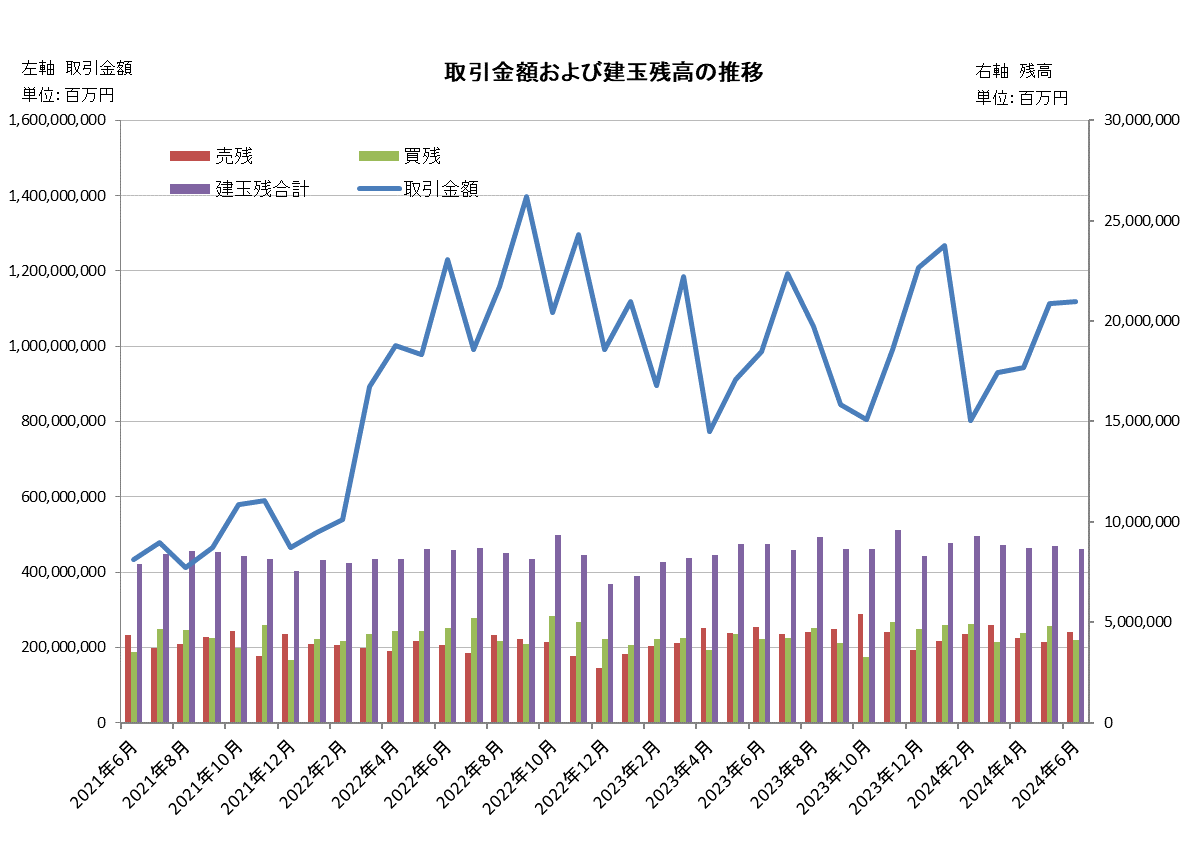 取引金額および建玉残高の推移
左軸 取引金額
単位：百万円
右軸 残高
単位：百万円
売残
買残
建玉残合計
取引金額
1,600,000,000
1,400,000,000
1,200,000,000
1,000,000,000
800,000,000
600,000,000
400,000,000
200,000,000
0
30,000,000
25,000,000
20,000,000
15,000,000
10,000,000
5,000,000
0
2021年6月
2021年8月
2021年10月
2021年12月
2022年2月
2022年4月
2022年6月
2022年8月
2022年10月
2022年12月
2023年2月
2023年4月
2023年6月
2023年8月
2023年10月
2023年12月
2024年2月
2024年4月
2024年6月